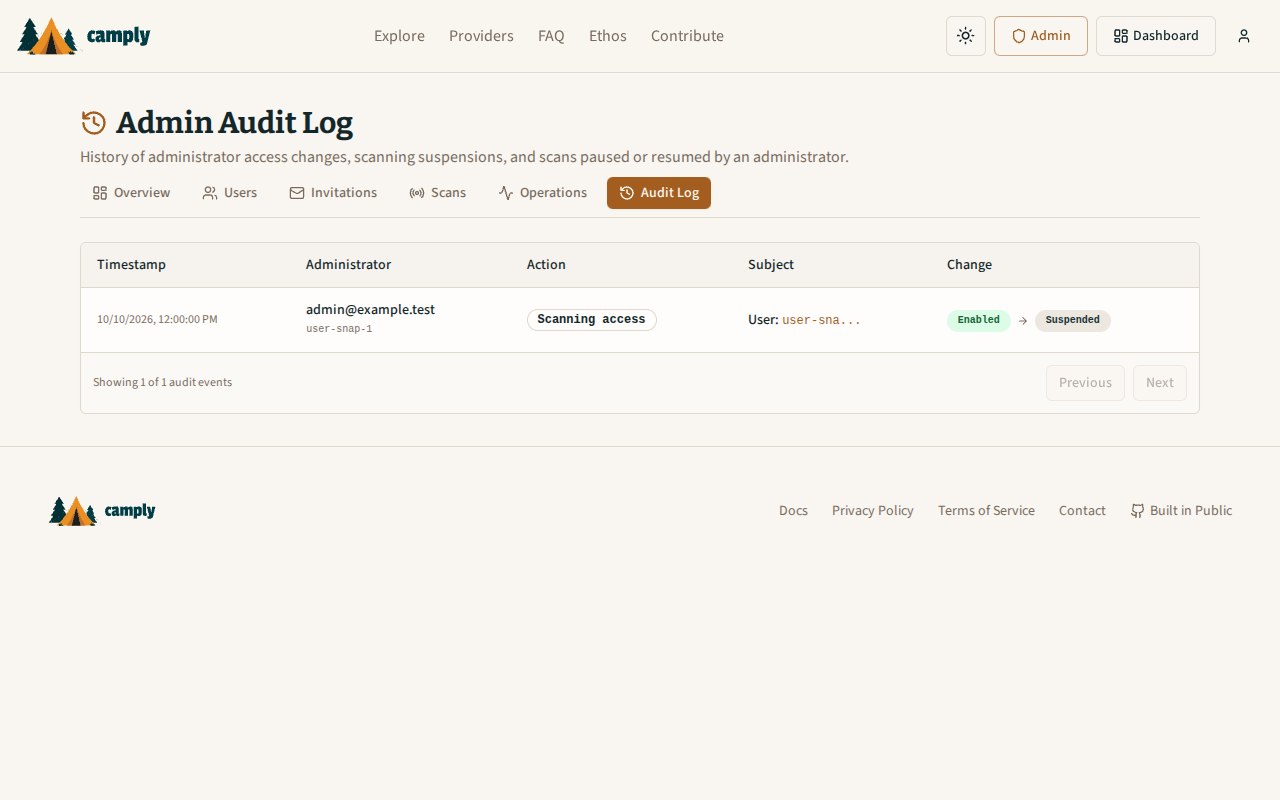 camply
Explore Providers FAQ Ethos Contribute
Admin Dashboard
Admin Audit Log
History of administrator access changes, scanning suspensions, and scans paused or resumed by an administrator.
Overview Users Invitations Scans Operations Audit Log
Timestamp Administrator Action Subject Change
10/10/2026, 12:00:00 PM admin@example.test Scanning access User: user-sna... Enabled → Suspended
user-snap-1
Showing 1 of 1 audit events Previous Next
camply
Docs Privacy Policy Terms of Service Contact Built in Public